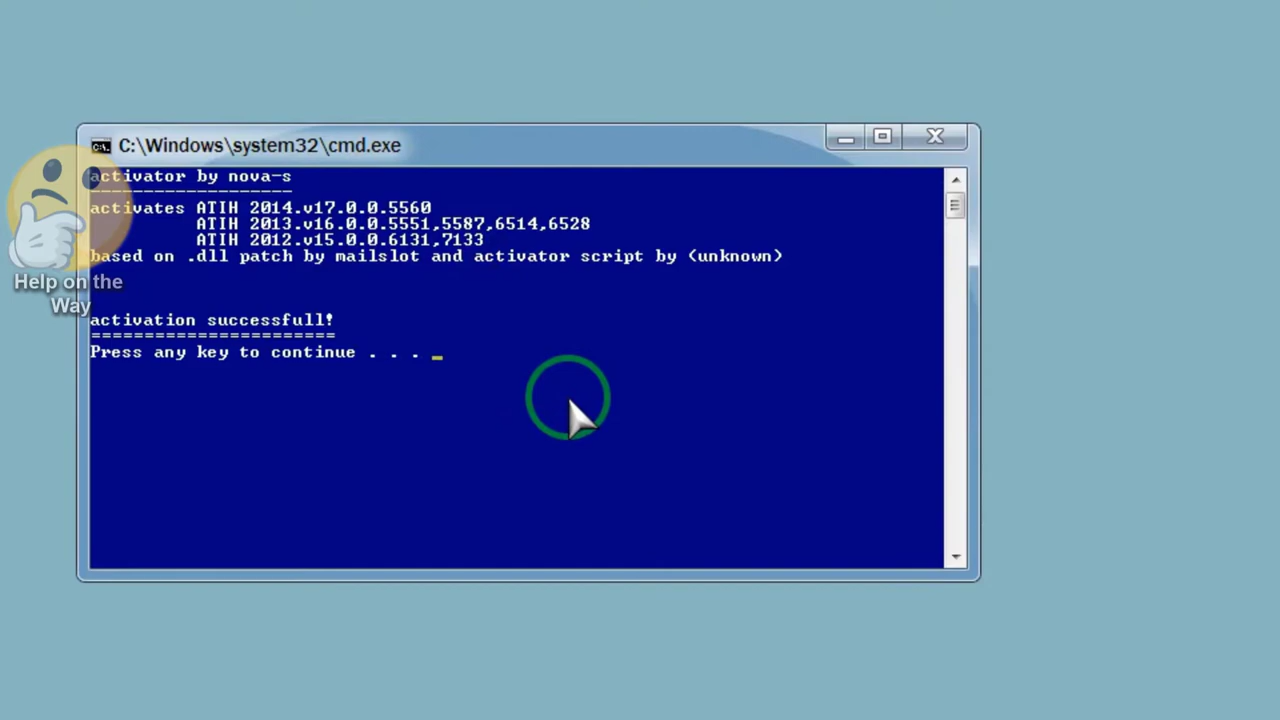 C:\Windows\system32\cmd.exe
activator by nova-s
-------------------
activates ATIH 2014.v17.0.0.5560
ATIH 2013.v16.0.0.5551,5587,6514,6528
ATIH 2012.v15.0.0.6131,7133
based on .dll patch by mailslot and activator script by (unknown)
activation successfull!
=======================
Press any key to continue . . . _
Help on the
Way